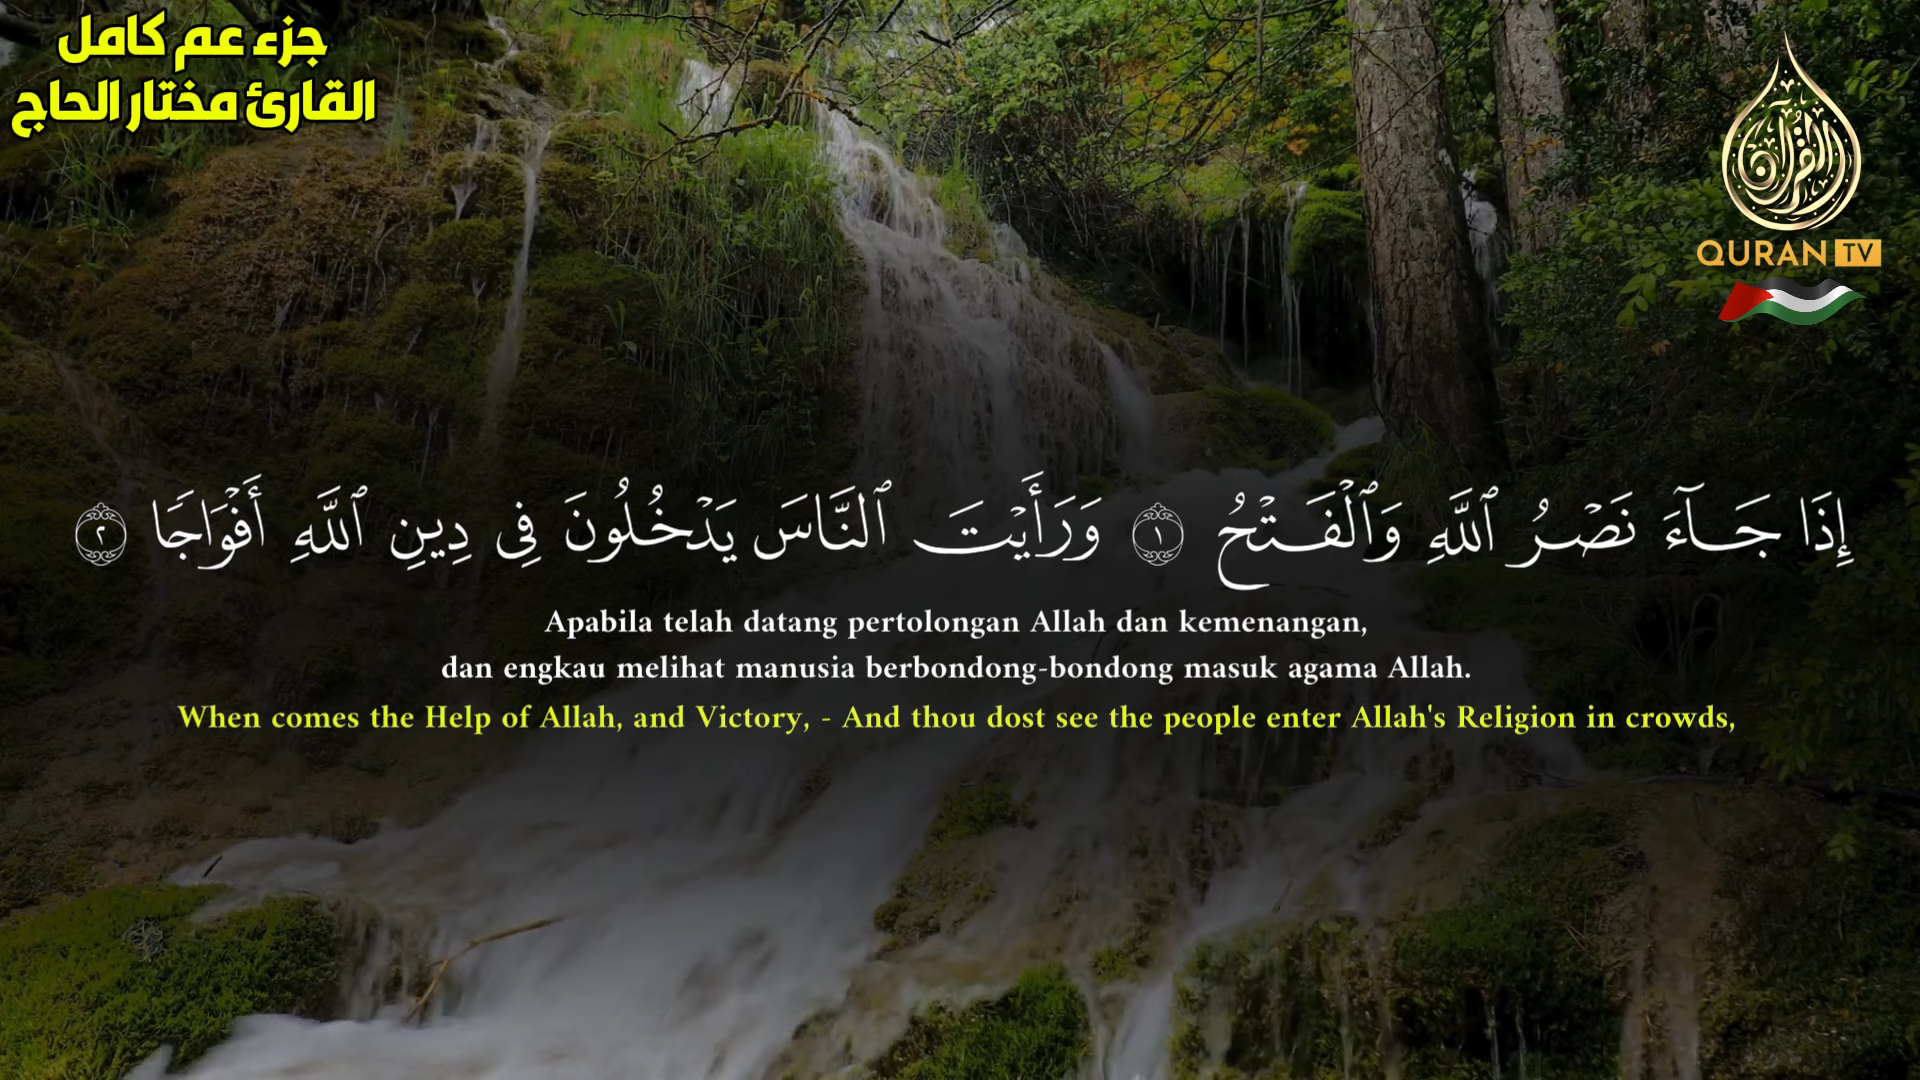 جزء عم كامل
القارئ مختار الحاج
القرآن
QURAN TV
إِذَا جَآءَ نَصْرُ ٱللَّهِ وَٱلْفَتْحُ ١ وَرَأَيْتَ ٱلنَّاسَ يَدْخُلُونَ فِى دِينِ ٱللَّهِ أَفْوَاجًا ٢
Apabila telah datang pertolongan Allah dan kemenangan,
dan engkau melihat manusia berbondong-bondong masuk agama Allah.
When comes the Help of Allah, and Victory, - And thou dost see the people enter Allah's Religion in crowds,